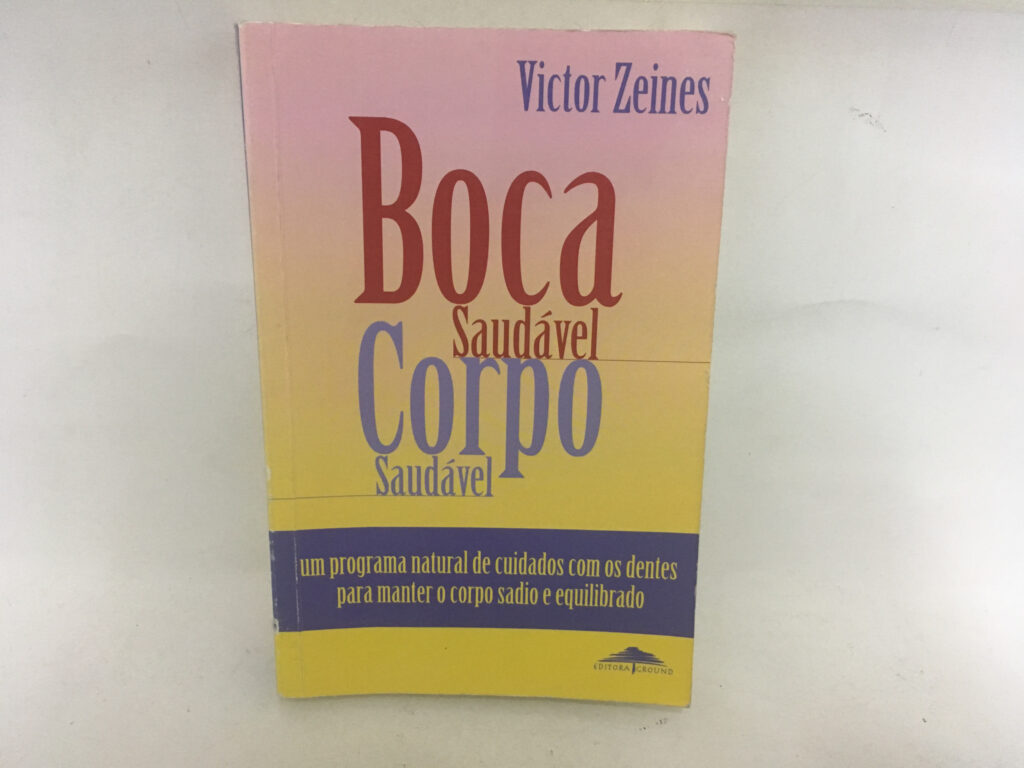 Victor Zeines
Boca
Saudável
Corpo
Saudável
um programa natural de cuidados com os dentes
para manter o corpo sadio e equilibrado
EDITORA GROUND